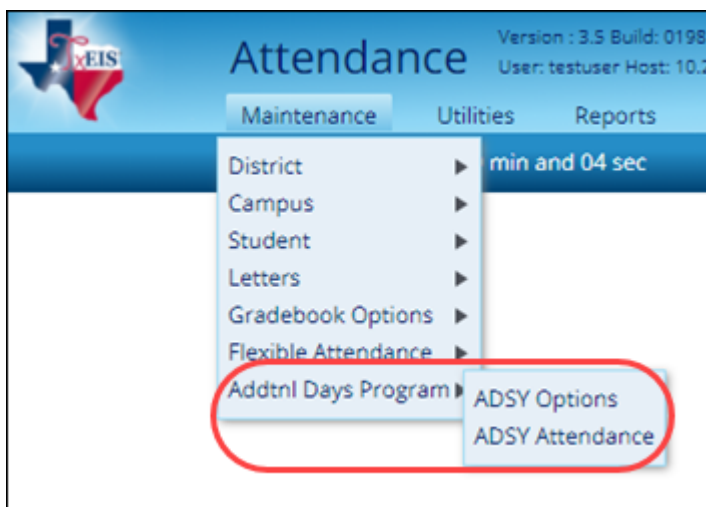 TxEIS
Attendance
Version : 3.5 Build: 0198
User: testuser Host: 10.2
Maintenance Utilities Reports
min and 04 sec
District
Campus
Student
Letters
Gradebook Options
Flexible Attendance
Addtnl Days Program
ADSY Options
ADSY Attendance